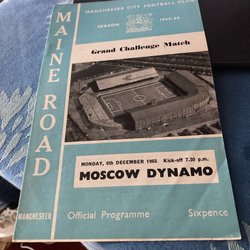 MANCHESTER CITY FOOTBALL CLUB
SEASON 1965-66
MAINE ROAD
MANCHESTER
Grand Challenge Match
MONDAY, 6th DECEMBER 1965 Kick-off 7.30 p.m.
MOSCOW DYNAMO
Official Programme Sixpence